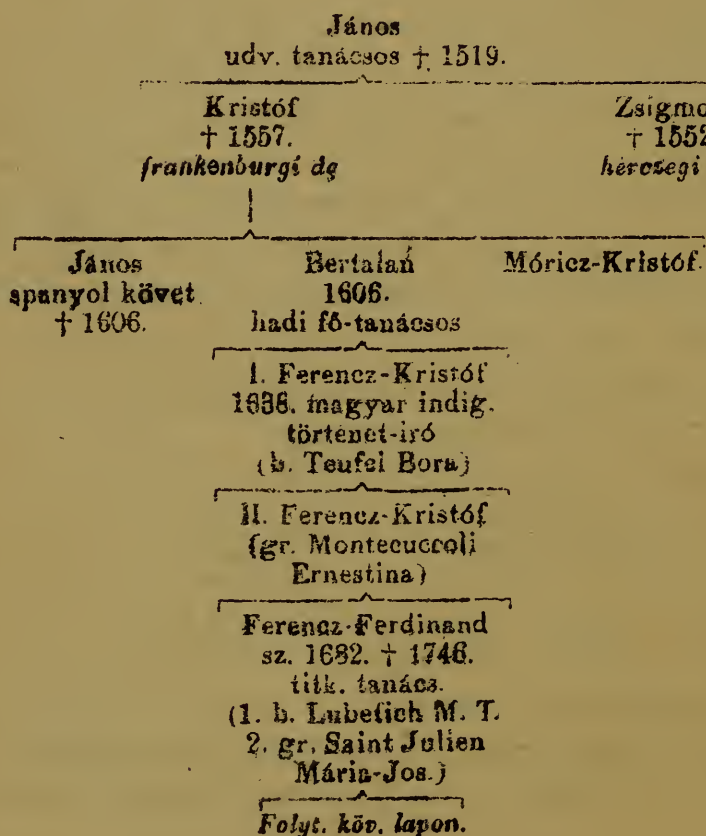 János
udv. tanácsos † 1519.
Kristóf
† 1557.
frankenburgi ág
† 1552
herczegi
János
spanyol követ
† 1606.
Bertalan
1606.
hadi fő-tanácsos
Móricz-Kristóf.
I. Ferencz-Kristóf
1636. magyar indig.
történet-iró
(b. Teufel Bora)
II. Ferencz-Kristóf
(gr. Montecuccoli
Ernestina)
Ferencz-Ferdinand
sz. 1682. † 1746.
titk. tanács.
(1. b. Lubetich M. T.
2. gr. Saint Julien
Mária-Jos.)
Folyt. köv. lapon.